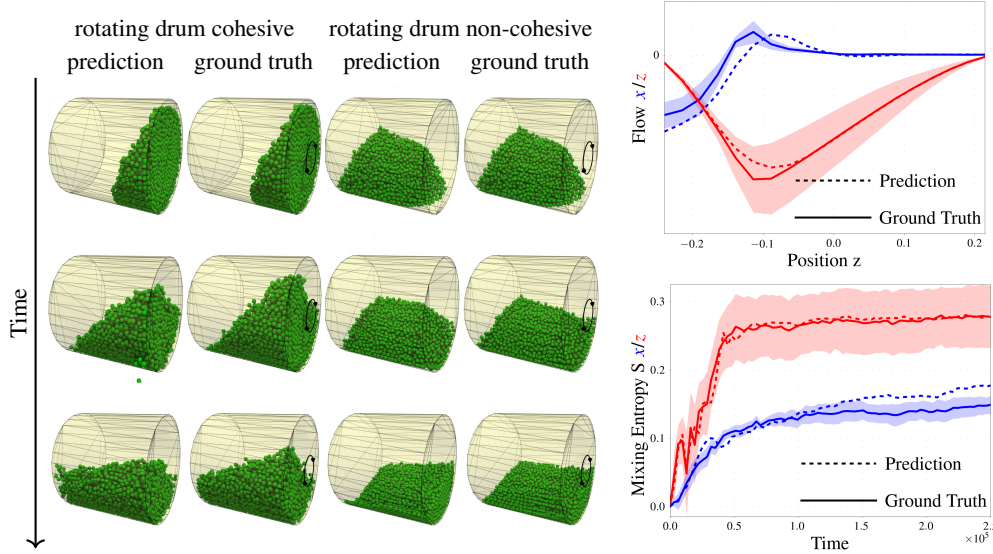 rotating drum cohesive
rotating drum non-cohesive
prediction
ground truth
prediction
ground truth
Time
Flow x/z
0
Prediction
Ground Truth
−0.2
−0.1
0.0
0.1
0.2
Position z
Mixing Entropy S x/z
0.3
0.2
0.1
0.0
Prediction
Ground Truth
0.0
0.5
1.0
1.5
2.0
2.
×10⁵
Time